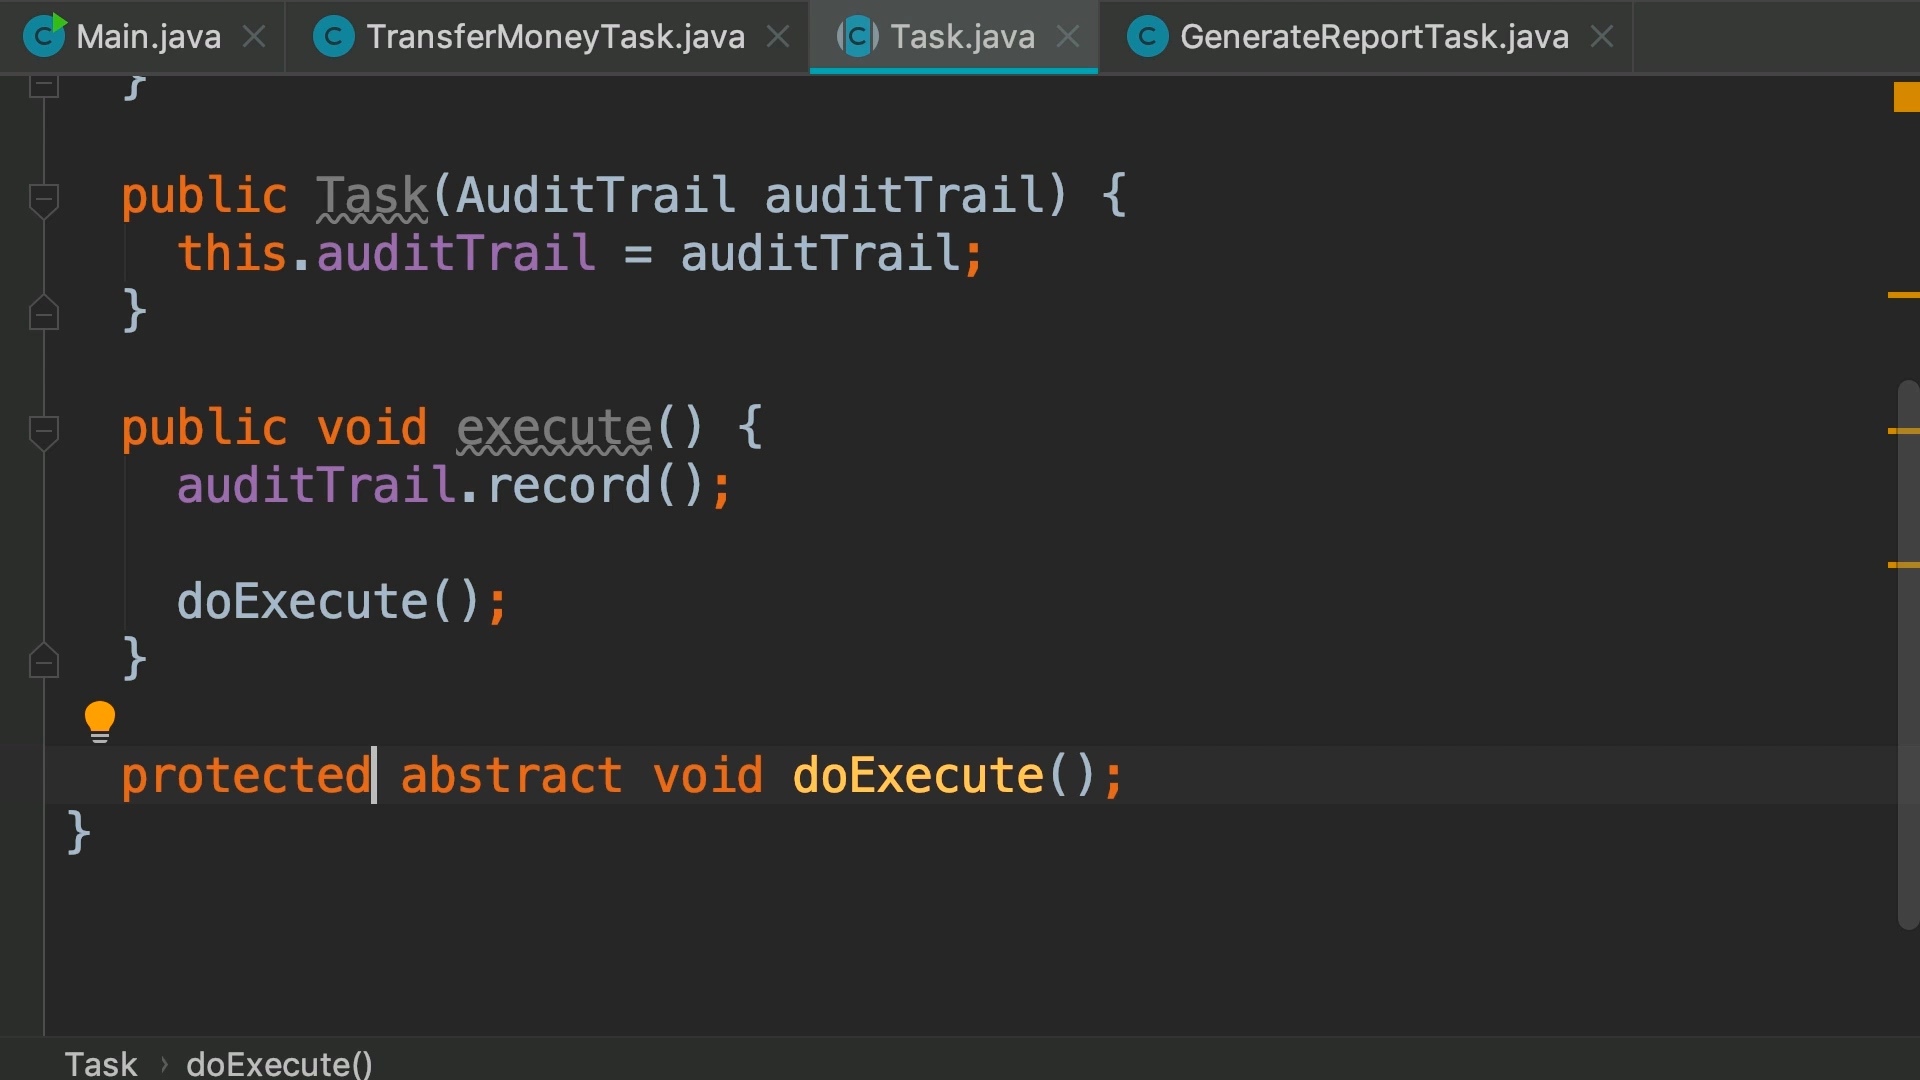 Main.java TransferMoneyTask.java Task.java GenerateReportTask.java
}
public Task(AuditTrail auditTrail) {
this.auditTrail = auditTrail;
}
public void execute() {
auditTrail.record();
doExecute();
}
protected abstract void doExecute();
}
Task › doExecute()